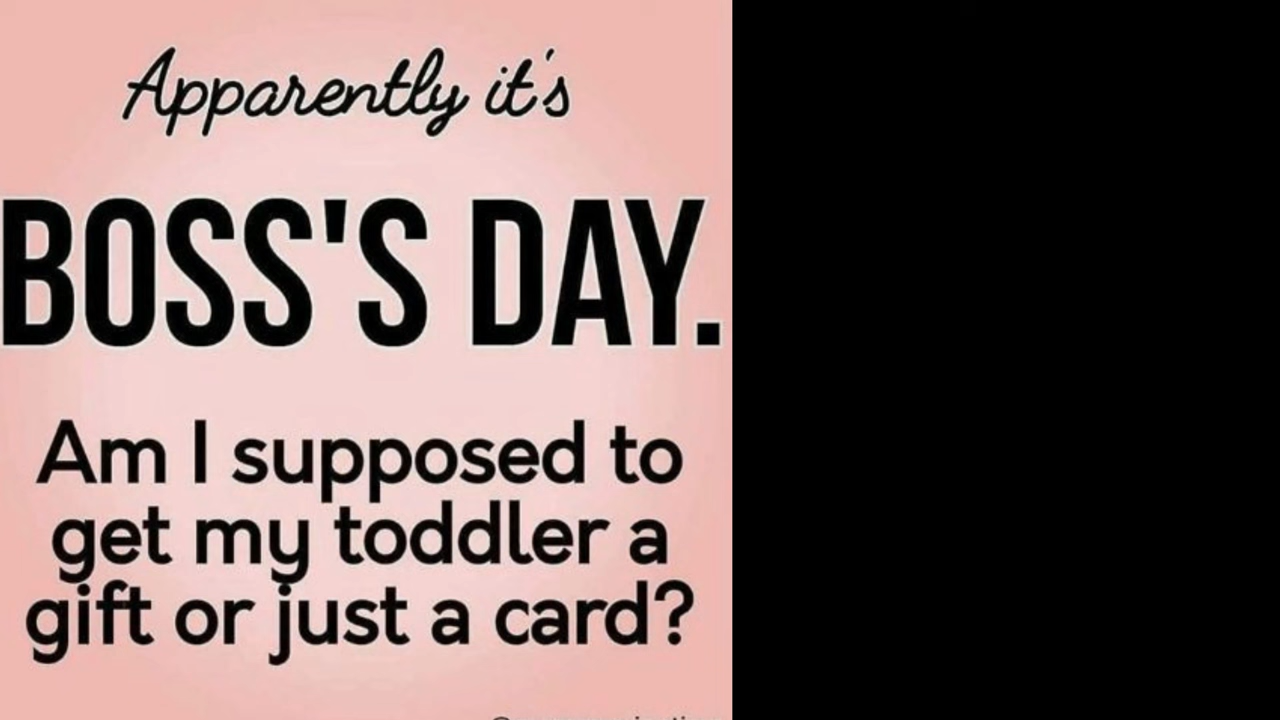 Apparently it's
BOSS'S DAY.
Am I supposed to
get my toddler a
gift or just a card?